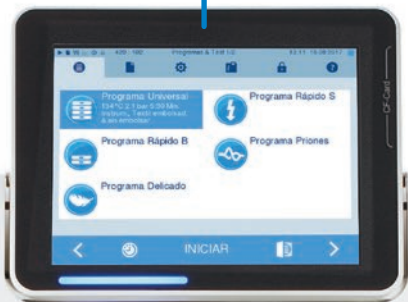 Programas & Test 1/2
Programa Universal
134°C 2.1 bar 5:30 Min.
Programa Rápido S
Programa Rápido B
Programa Priones
Programa Delicado
INICIAR
CF-Card